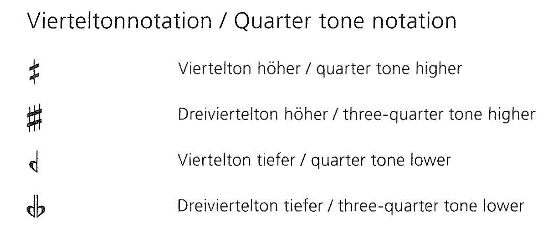 Vierteltonnotation / Quarter tone notation
Viertelton höher / quarter tone higher
Dreiviertelton höher / three-quarter tone higher
Viertelton tiefer / quarter tone lower
Dreiviertelton tiefer / three-quarter tone lower